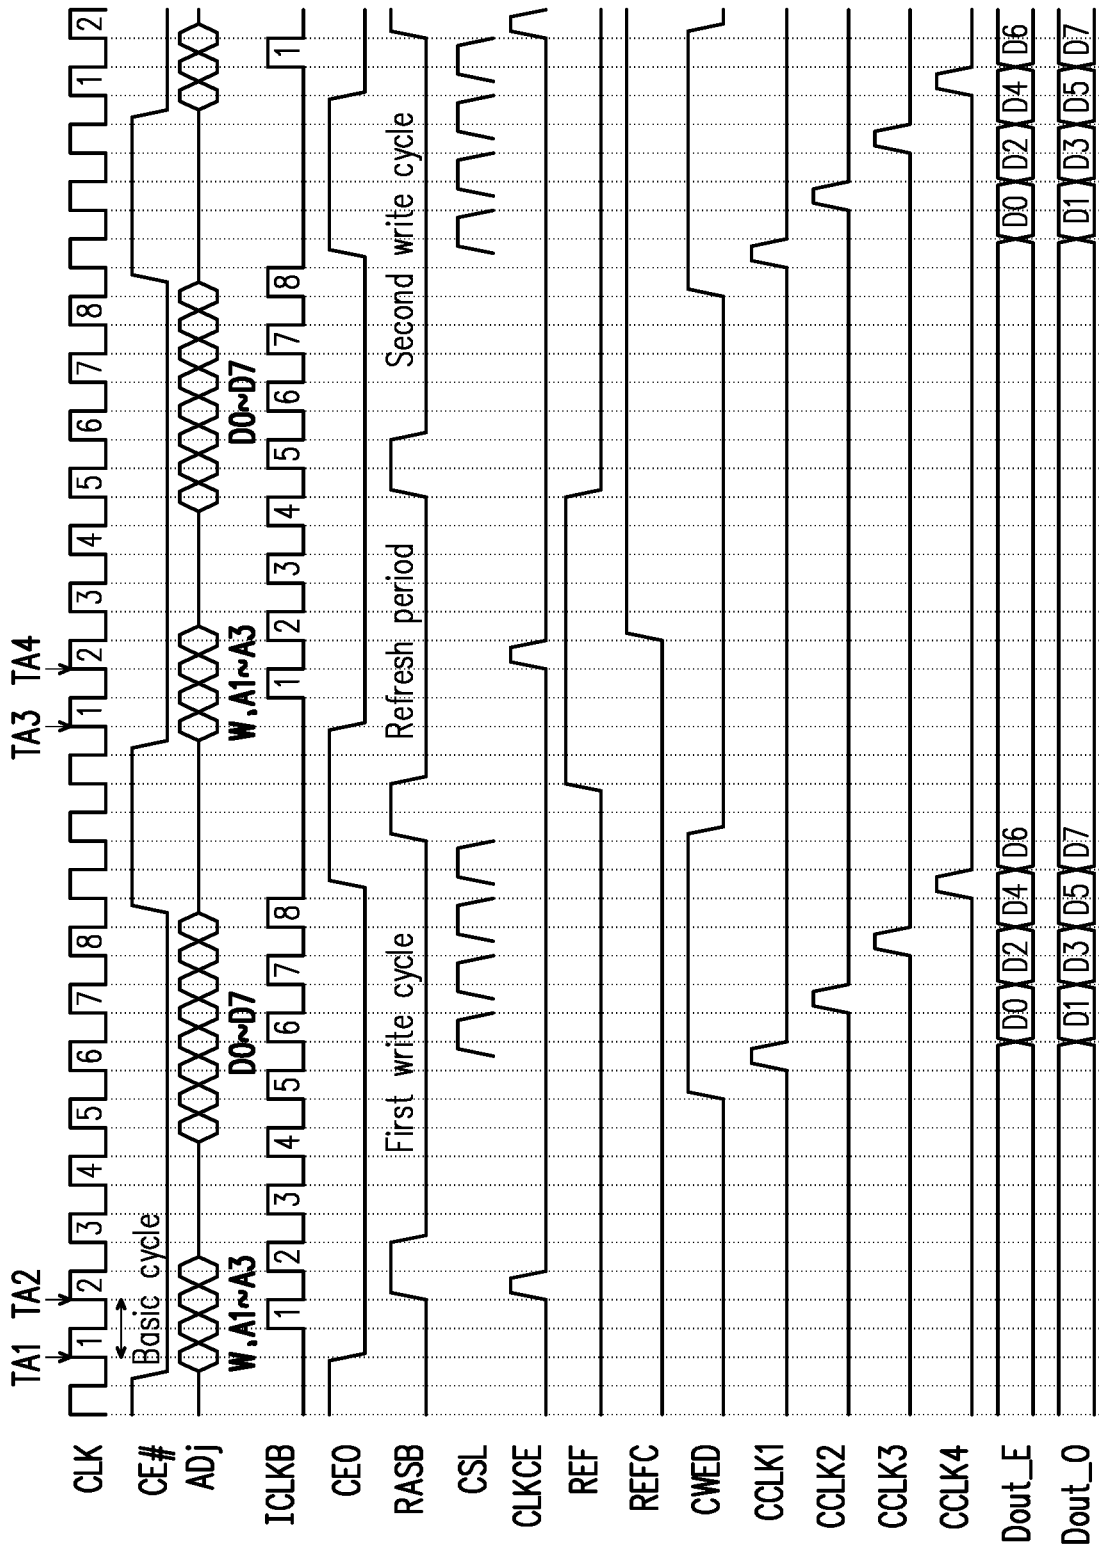 TA1 TA2 TA3 TA4
CLK 1 2 3 4 5 6 7 8 1 2 3 4 5 6 7 8 1 2
CE# Basic cycle
ADj
W,A1~A3 D0~D7 W,A1~A3 D0~D7
ICLKB 1 2 3 4 5 6 7 8 1 2 3 4 5 6 7 8 1
CEO
RASB First write cycle Refresh period Second write cycle
CSL
CLKCE
REF
REFC
CWED
CCLK1
CCLK2
CCLK3
CCLK4
Dout_E D0 D2 D4 D6 D0 D2 D4 D6
Dout_O D1 D3 D5 D7 D1 D3 D5 D7